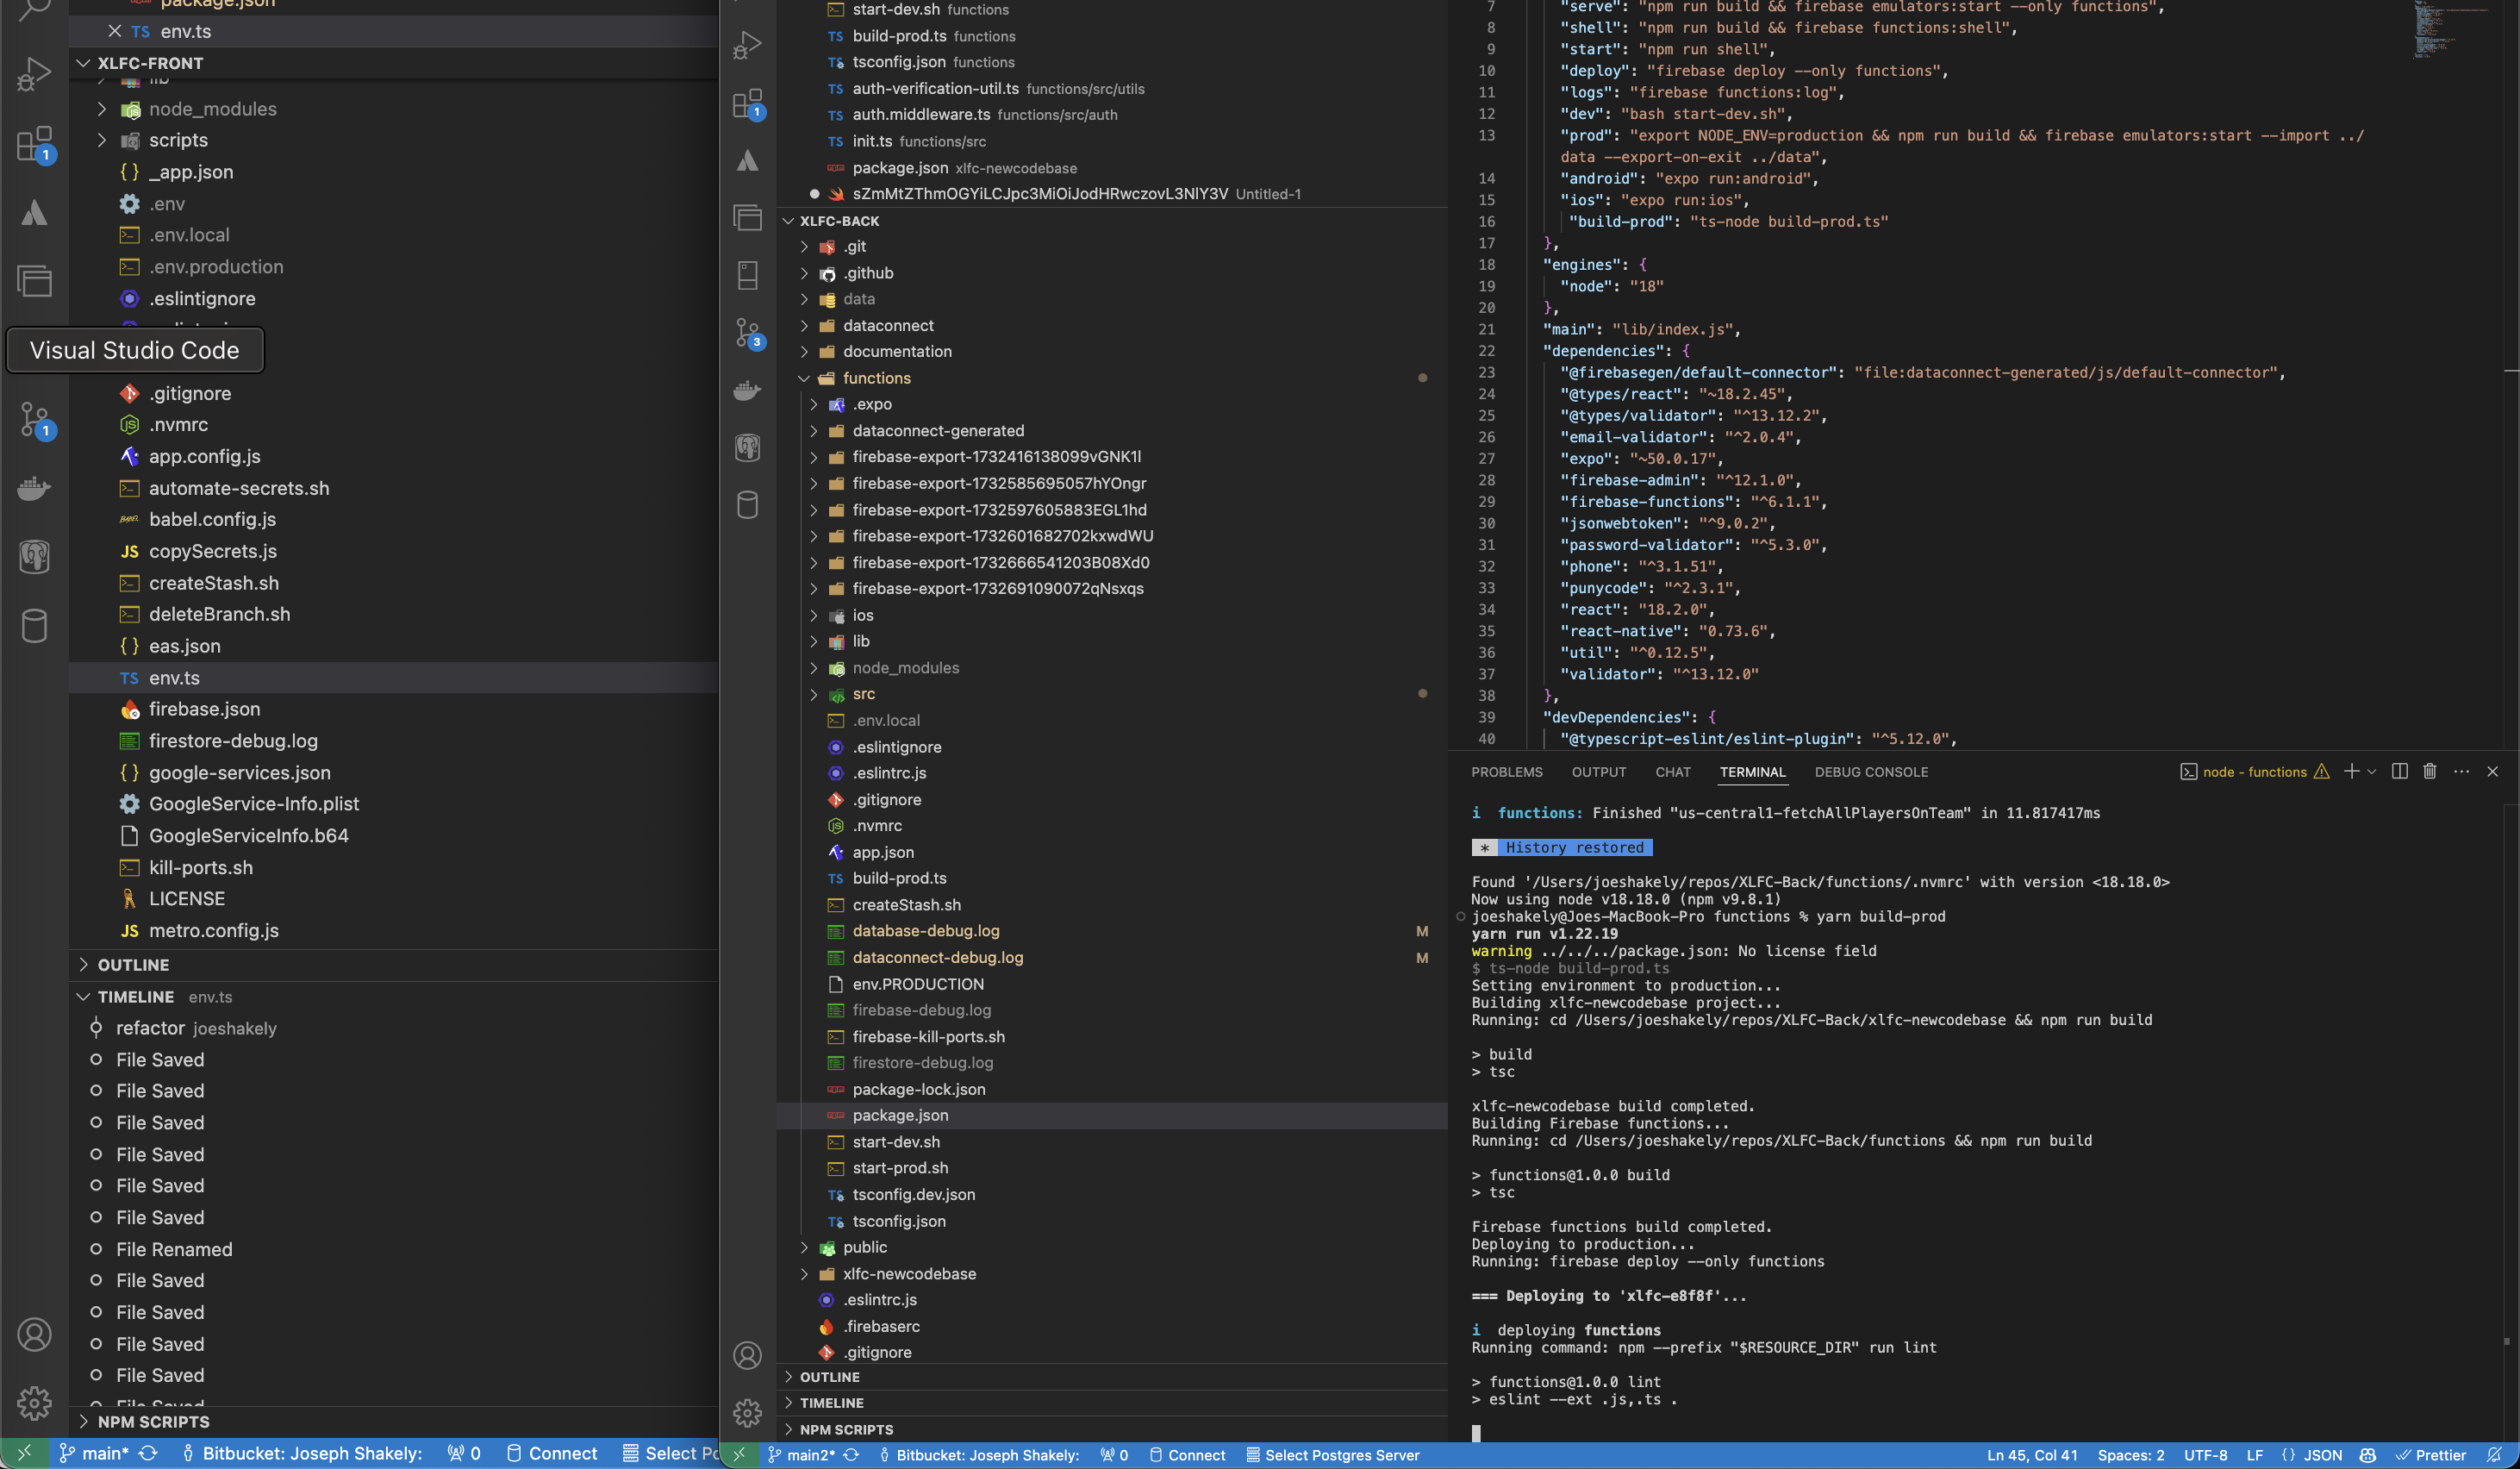 package.json
TS env.ts
XLFC-FRONT
lib
node_modules
scripts
_app.json
.env
.env.local
.env.production
.eslintignore
Visual Studio Code
.gitignore
.nvmrc
app.config.js
automate-secrets.sh
babel.config.js
JS copySecrets.js
createStash.sh
deleteBranch.sh
eas.json
TS env.ts
firebase.json
firestore-debug.log
google-services.json
GoogleService-Info.plist
GoogleServiceInfo.b64
kill-ports.sh
LICENSE
JS metro.config.js
OUTLINE
TIMELINE env.ts
refactor joeshakely
File Saved
File Saved
File Saved
File Saved
File Saved
File Saved
File Renamed
File Saved
File Saved
File Saved
File Saved
File Saved
NPM SCRIPTS
1
1
main*
Bitbucket: Joseph Shakely:
0
Connect
Select Po
start-dev.sh functions
TS build-prod.ts functions
TS tsconfig.json functions
TS auth-verification-util.ts functions/src/utils
TS auth.middleware.ts functions/src/auth
TS init.ts functions/src
package.json xlfc-newcodebase
sZmMtZThmOGYiLCJpc3MiOiJodHRwczovL3NlY3V Untitled-1
XLFC-BACK
.git
.github
data
dataconnect
documentation
functions
.expo
dataconnect-generated
firebase-export-1732416138099vGNK1l
firebase-export-1732585695057hYOngr
firebase-export-1732597605883EGL1hd
firebase-export-1732601682702kxwdWU
firebase-export-1732666541203B08Xd0
firebase-export-1732691090072qNsxqs
ios
lib
node_modules
src
.env.local
.eslintignore
.eslintrc.js
.gitignore
.nvmrc
app.json
TS build-prod.ts
createStash.sh
database-debug.log M
dataconnect-debug.log M
env.PRODUCTION
firebase-debug.log
firebase-kill-ports.sh
firestore-debug.log
package-lock.json
package.json
start-dev.sh
start-prod.sh
TS tsconfig.dev.json
TS tsconfig.json
public
xlfc-newcodebase
.eslintrc.js
.firebaserc
.gitignore
OUTLINE
TIMELINE
NPM SCRIPTS
1
3
main2*
Bitbucket: Joseph Shakely:
0
Connect
Select Postgres Server
7 "serve": "npm run build && firebase emulators:start --only functions",
8 "shell": "npm run build && firebase functions:shell",
9 "start": "npm run shell",
10 "deploy": "firebase deploy --only functions",
11 "logs": "firebase functions:log",
12 "dev": "bash start-dev.sh",
13 "prod": "export NODE_ENV=production && npm run build && firebase emulators:start --import ../
data --export-on-exit ../data",
14 "android": "expo run:android",
15 "ios": "expo run:ios",
16 "build-prod": "ts-node build-prod.ts"
17 },
18 "engines": {
19 "node": "18"
20 },
21 "main": "lib/index.js",
22 "dependencies": {
23 "@firebasegen/default-connector": "file:dataconnect-generated/js/default-connector",
24 "@types/react": "~18.2.45",
25 "@types/validator": "^13.12.2",
26 "email-validator": "^2.0.4",
27 "expo": "~50.0.17",
28 "firebase-admin": "^12.1.0",
29 "firebase-functions": "^6.1.1",
30 "jsonwebtoken": "^9.0.2",
31 "password-validator": "^5.3.0",
32 "phone": "^3.1.51",
33 "punycode": "^2.3.1",
34 "react": "18.2.0",
35 "react-native": "0.73.6",
36 "util": "^0.12.5",
37 "validator": "^13.12.0"
38 },
39 "devDependencies": {
40 "@typescript-eslint/eslint-plugin": "^5.12.0",
PROBLEMS OUTPUT CHAT TERMINAL DEBUG CONSOLE
node - functions
i functions: Finished "us-central1-fetchAllPlayersOnTeam" in 11.817417ms
* History restored
Found '/Users/joeshakely/repos/XLFC-Back/functions/.nvmrc' with version <18.18.0>
Now using node v18.18.0 (npm v9.8.1)
joeshakely@Joes-MacBook-Pro functions % yarn build-prod
yarn run v1.22.19
warning ../../../package.json: No license field
$ ts-node build-prod.ts
Setting environment to production...
Building xlfc-newcodebase project...
Running: cd /Users/joeshakely/repos/XLFC-Back/xlfc-newcodebase && npm run build
> build
> tsc
xlfc-newcodebase build completed.
Building Firebase functions...
Running: cd /Users/joeshakely/repos/XLFC-Back/functions && npm run build
> functions@1.0.0 build
> tsc
Firebase functions build completed.
Deploying to production...
Running: firebase deploy --only functions
=== Deploying to 'xlfc-e8f8f'...
i deploying functions
Running command: npm --prefix "$RESOURCE_DIR" run lint
> functions@1.0.0 lint
> eslint --ext .js,.ts .
Ln 45, Col 41 Spaces: 2 UTF-8 LF {} JSON Prettier